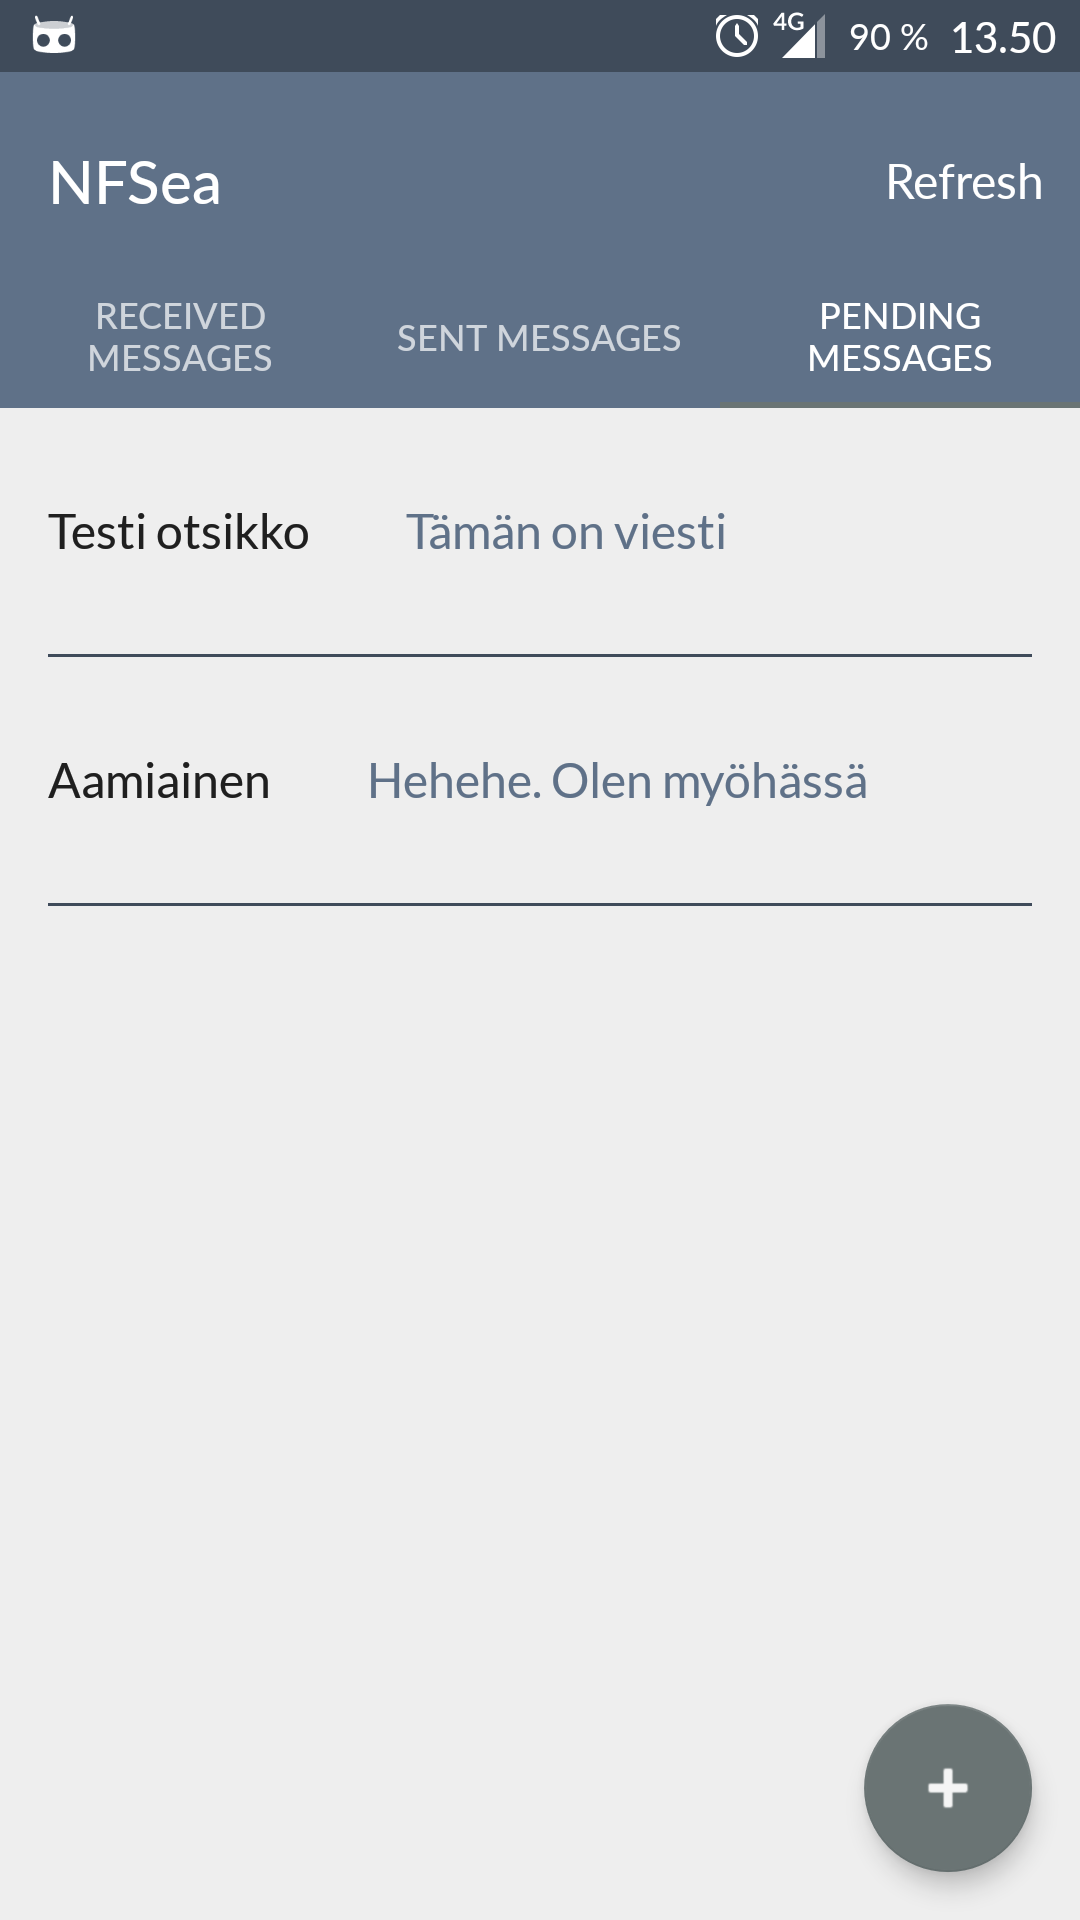 4G 90 % 13.50
NFSea Refresh
RECEIVED MESSAGES
SENT MESSAGES
PENDING MESSAGES
Testi otsikko Tämän on viesti
Aamiainen Hehehe. Olen myöhässä